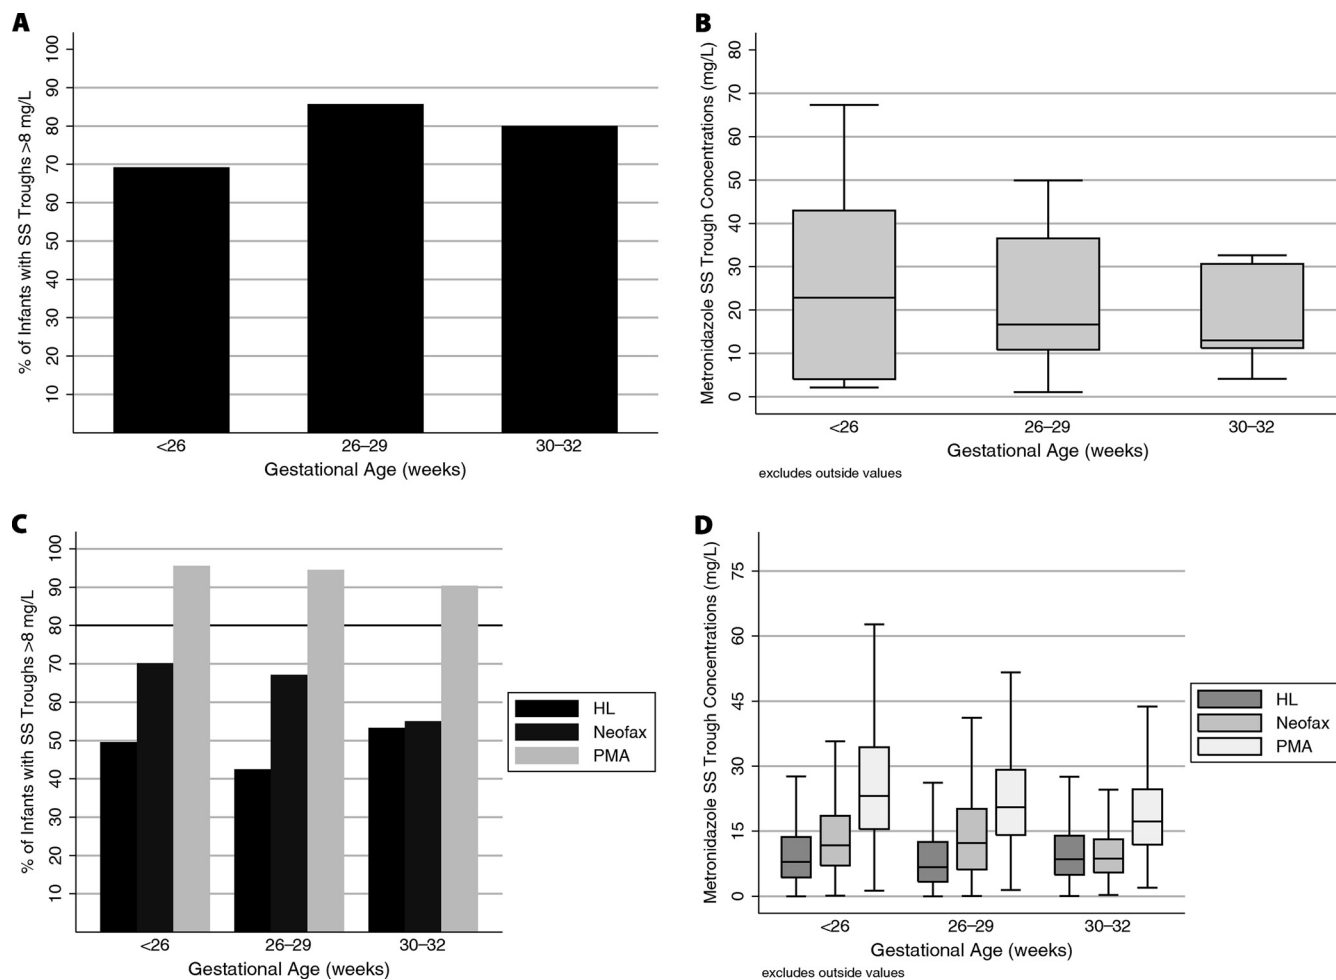 A
% of Infants with SS Troughs >8 mg/L
100
90
80
70
60
50
40
30
20
10
<26
26–29
30–32
Gestational Age (weeks)
B
Metronidazole SS Trough Concentrations (mg/L)
80
70
60
50
40
30
20
10
0
<26
26–29
30–32
Gestational Age (weeks)
excludes outside values
C
% of Infants with SS Troughs >8 mg/L
100
90
80
70
60
50
40
30
20
10
<26
26–29
30–32
Gestational Age (weeks)
HL
Neofax
PMA
D
Metronidazole SS Trough Concentrations (mg/L)
75
60
45
30
15
0
<26
26–29
30–32
Gestational Age (weeks)
excludes outside values
HL
Neofax
PMA